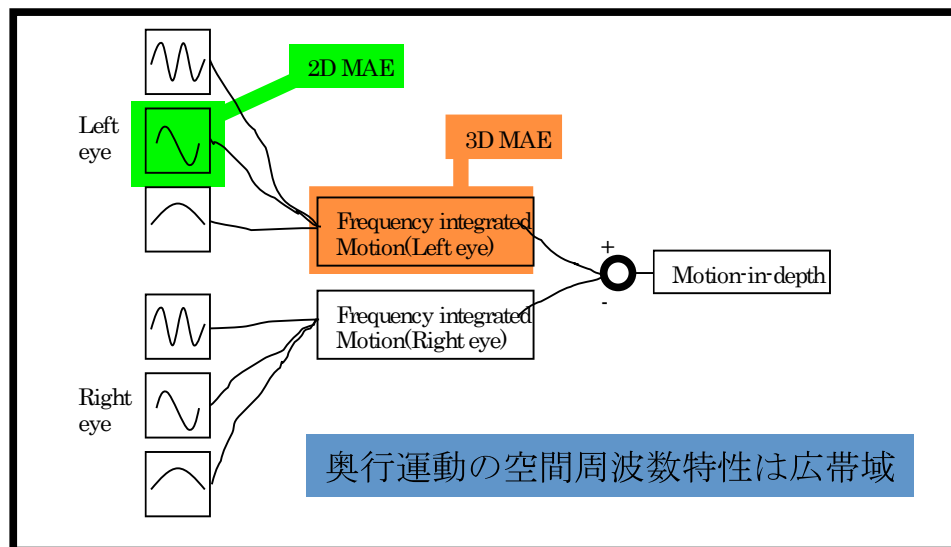 2D MAE
Left
eye
3D MAE
Frequency integrated
Motion(Left eye)
+
-
Motion-in-depth
Frequency integrated
Motion(Right eye)
Right
eye
奥行運動の空間周波数特性は広帯域